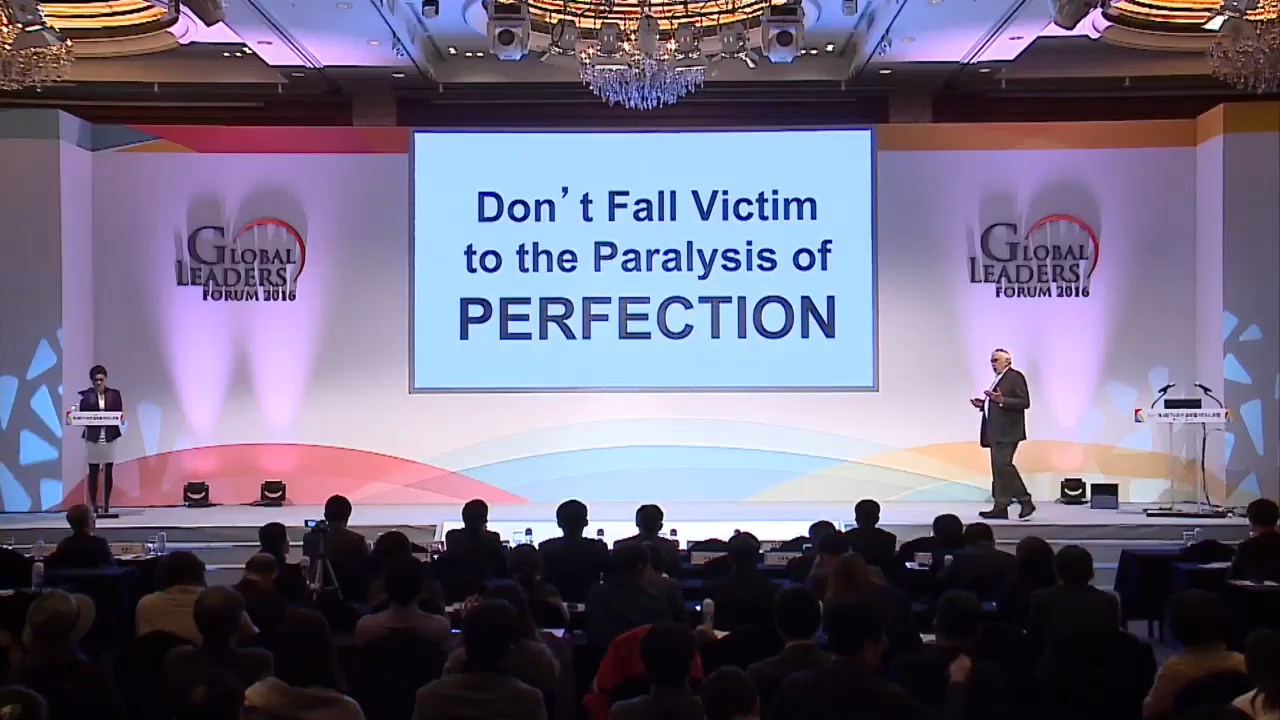 Don't Fall Victim
to the Paralysis of
PERFECTION
GLOBAL
LEADERS
FORUM 2016
GLOBAL
LEADERS
FORUM 2016